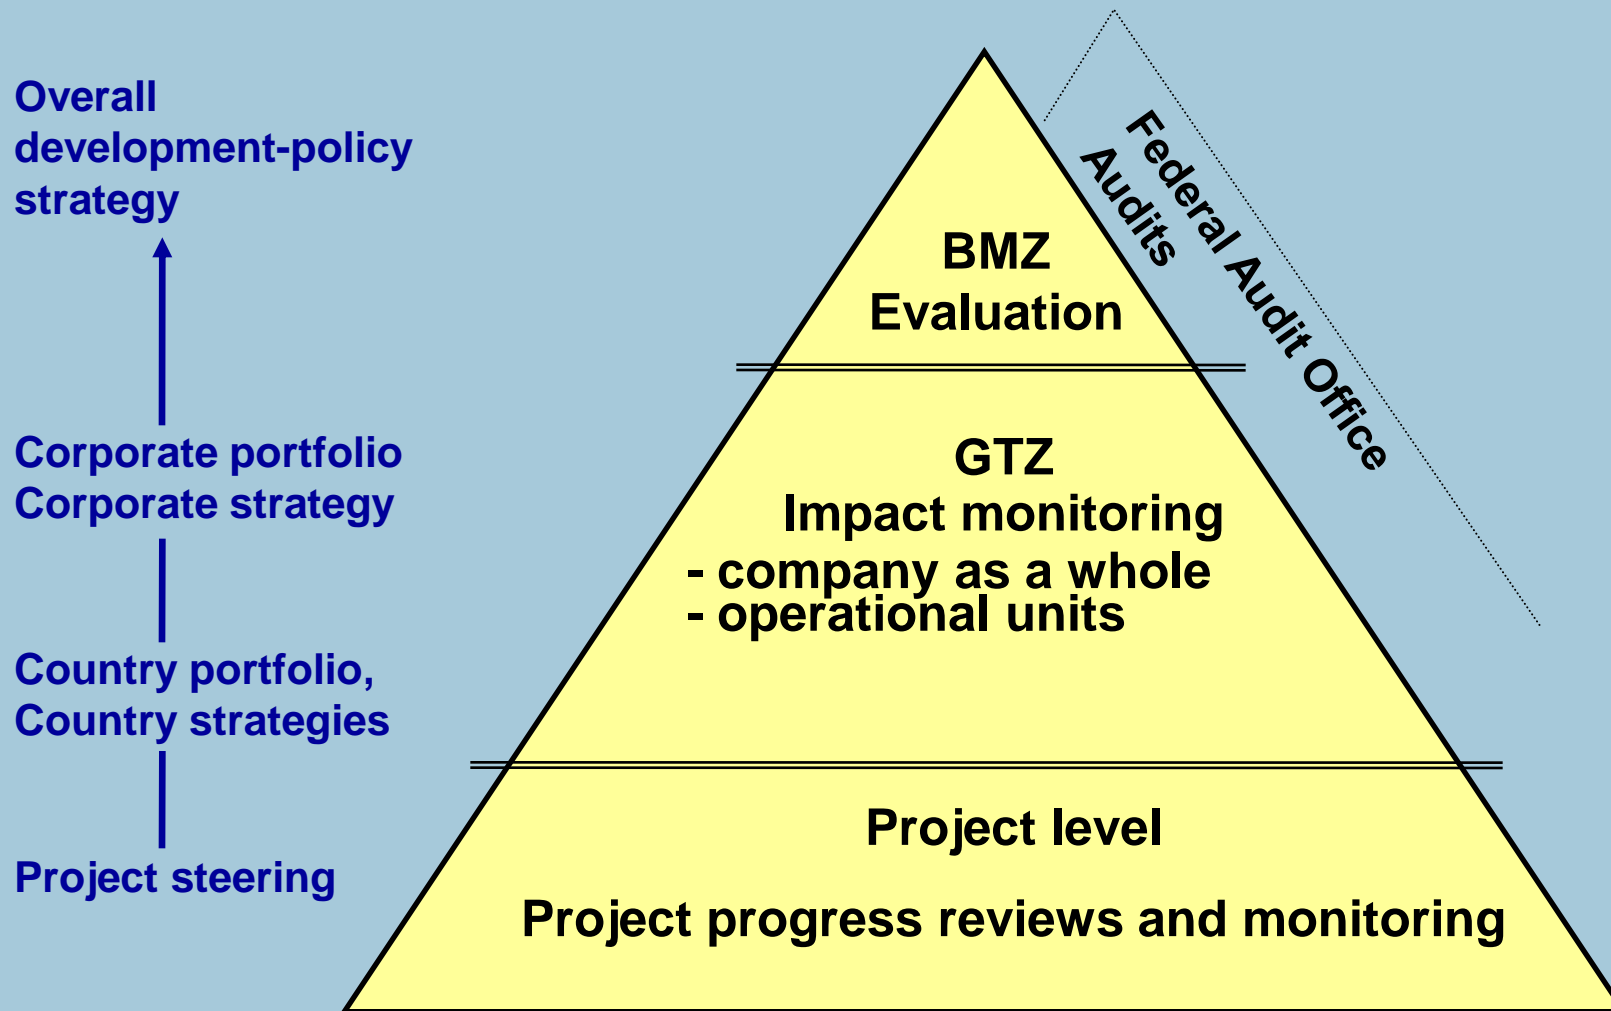 Overall
development-policy
strategy
Corporate portfolio
Corporate strategy
Country portfolio,
Country strategies
Project steering
BMZ
Evaluation
GTZ
Impact monitoring
- company as a whole
- operational units
Project level
Project progress reviews and monitoring
Federal Audit Office
Audits